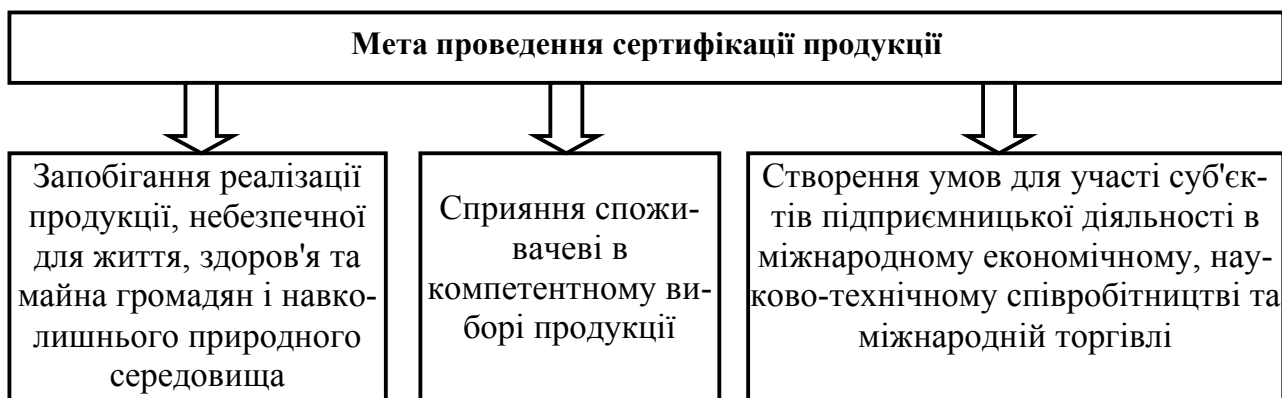 Мета проведення сертифікації продукції
Запобігання реалізації
продукції, небезпечної
для життя, здоров'я та
майна громадян і навко-
лишнього природного
середовища
Сприяння спожи-
вачеві в
компетентному ви-
борі продукції
Створення умов для участі суб'єк-
тів підприємницької діяльності в
міжнародному економічному, нау-
ково-технічному співробітництві та
міжнародній торгівлі